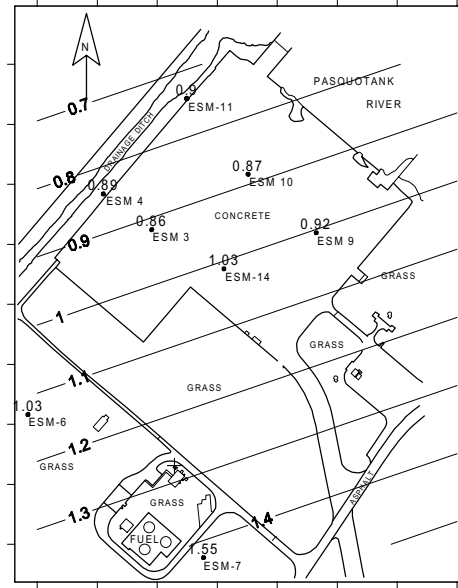 N
PASQUOTANK
RIVER
0.7
0.9
ESM-11
DRAINAGE DITCH
0.8
0.87
ESM 10
0.89
ESM 4
CONCRETE
0.86
ESM 3
0.92
ESM 9
0.9
1.03
ESM-14
GRASS
1
GRASS
1.1
GRASS
1.03
ESM-6
1.2
GRASS
ASPHALT
GRASS
1.3
1.4
FUEL
1.55
ESM-7